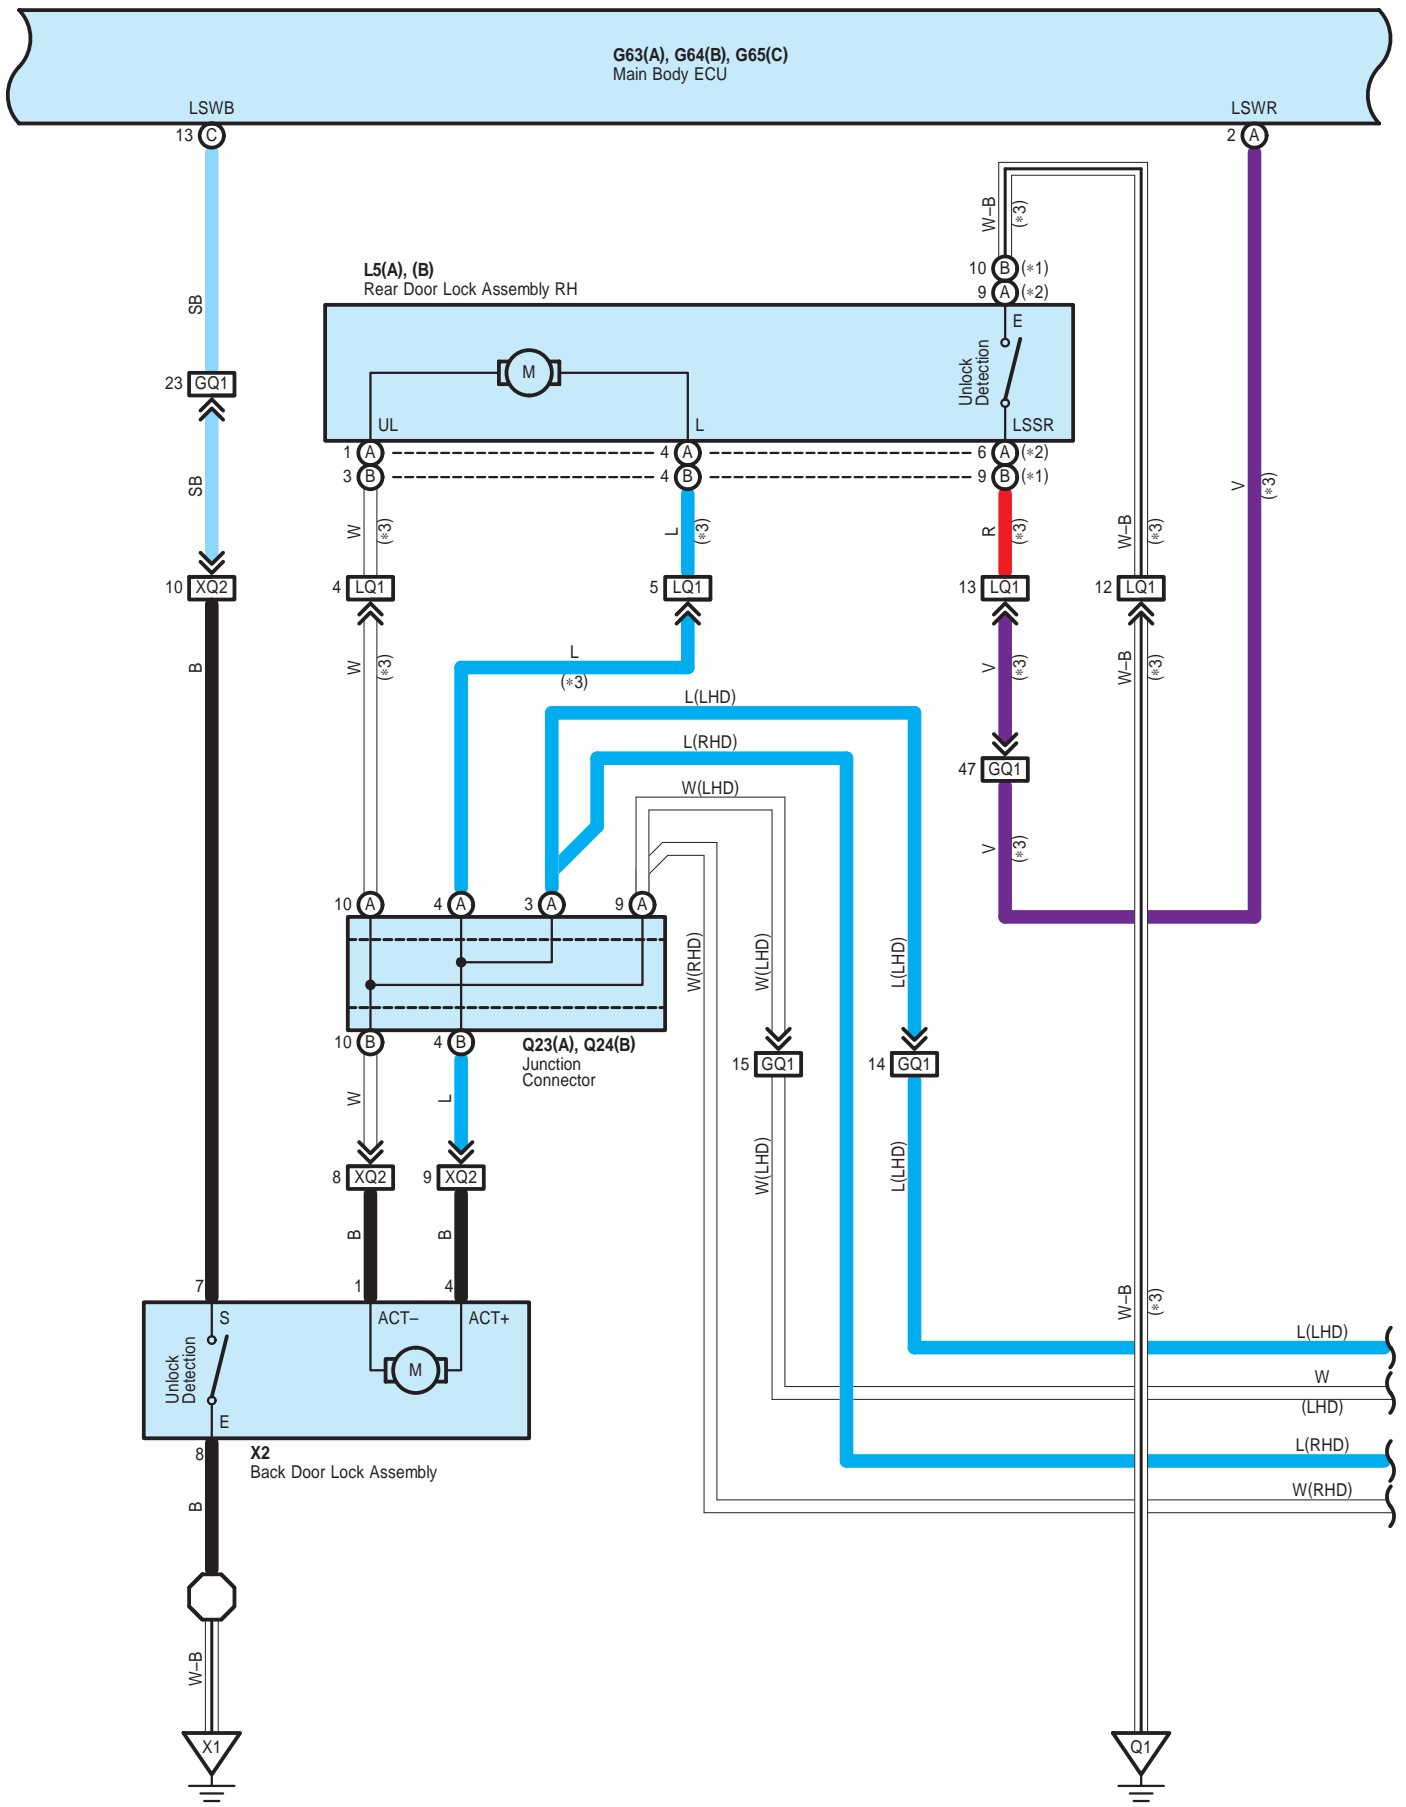 G63(A), G64(B), G65(C)
Main Body ECU
LSWB
LSWR
13 C
2 A
W–B
(∗3)
SB
L5(A), (B)
Rear Door Lock Assembly RH
10 B (∗1)
9 A (∗2)
E
M
Unlock
Detection
23 GQ1
UL
L
LSSR
1 A
4 A
6 A (∗2)
3 B
4 B
9 B (∗1)
SB
V
(∗3)
W
(∗3)
L
(∗3)
R
(∗3)
W–B
(∗3)
10 XQ2
4 LQ1
5 LQ1
13 LQ1
12 LQ1
B
W
(∗3)
L
(∗3)
V
(∗3)
W–B
(∗3)
L(LHD)
L(RHD)
47 GQ1
W(LHD)
V
(∗3)
10 A
4 A
3 A
9 A
W(RHD)
W(LHD)
L(LHD)
10 B
4 B
Q23(A), Q24(B)
Junction
Connector
15 GQ1
14 GQ1
W
L
W(LHD)
L(LHD)
8 XQ2
9 XQ2
B
B
7
1
4
S
ACT–
ACT+
W–B
(∗3)
Unlock
Detection
M
L(LHD)
W
(LHD)
E
8
X2
Back Door Lock Assembly
L(RHD)
B
W(RHD)
W–B
X1
Q1